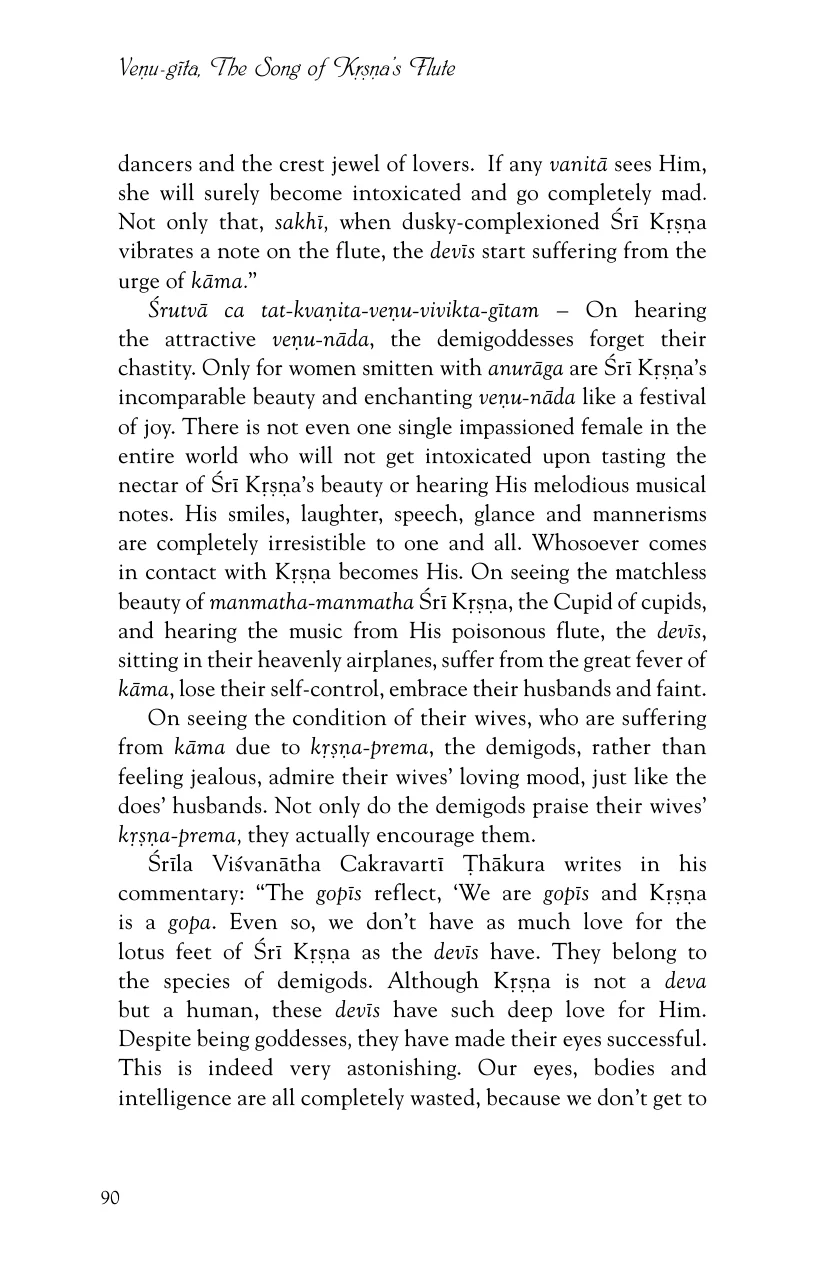 Veṇu-gīta, The Song of Kṛṣṇa's Flute
dancers and the crest jewel of lovers.  If any vanitā sees Him,
she will surely become intoxicated and go completely mad.
Not only that, sakhī, when dusky-complexioned Śrī Kṛṣṇa
vibrates a note on the flute, the devīs start suffering from the
urge of kāma.”
Śrutvā ca tat-kvaṇita-veṇu-vivikta-gītam – On hearing
the attractive veṇu-nāda, the demigoddesses forget their
chastity. Only for women smitten with anurāga are Śrī Kṛṣṇa’s
incomparable beauty and enchanting veṇu-nāda like a festival
of joy. There is not even one single impassioned female in the
entire world who will not get intoxicated upon tasting the
nectar of Śrī Kṛṣṇa’s beauty or hearing His melodious musical
notes. His smiles, laughter, speech, glance and mannerisms
are completely irresistible to one and all. Whosoever comes
in contact with Kṛṣṇa becomes His. On seeing the matchless
beauty of manmatha-manmatha Śrī Kṛṣṇa, the Cupid of cupids,
and hearing the music from His poisonous flute, the devīs,
sitting in their heavenly airplanes, suffer from the great fever of
kāma, lose their self-control, embrace their husbands and faint.
On seeing the condition of their wives, who are suffering
from kāma due to kṛṣṇa-prema, the demigods, rather than
feeling jealous, admire their wives’ loving mood, just like the
does’ husbands. Not only do the demigods praise their wives’
kṛṣṇa-prema, they actually encourage them.
Śrīla Viśvanātha Cakravartī Ṭhākura writes in his
commentary: “The gopīs reflect, ‘We are gopīs and Kṛṣṇa
is a gopa. Even so, we don’t have as much love for the
lotus feet of Śrī Kṛṣṇa as the devīs have. They belong to
the species of demigods. Although Kṛṣṇa is not a deva
but a human, these devīs have such deep love for Him.
Despite being goddesses, they have made their eyes successful.
This is indeed very astonishing. Our eyes, bodies and
intelligence are all completely wasted, because we don’t get to
90